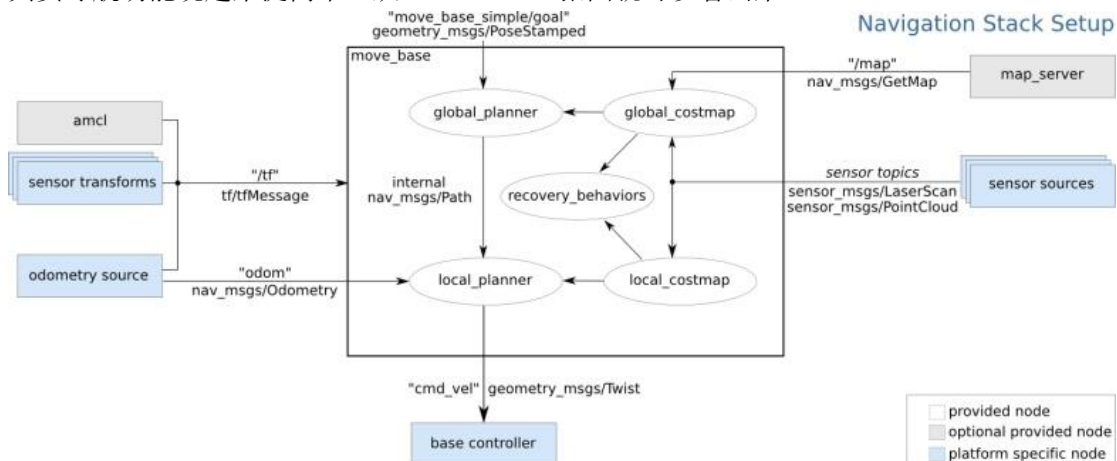 "move_base_simple/goal"
geometry_msgs/PoseStamped
Navigation Stack Setup
move_base
"/map"
nav_msgs/GetMap
map_server
amcl
global_planner
global_costmap
sensor transforms
"/tf"
tf/tfMessage
internal
nav_msgs/Path
recovery_behaviors
sensor topics
sensor_msgs/LaserScan
sensor_msgs/PointCloud
sensor sources
odometry source
"odom"
nav_msgs/Odometry
local_planner
local_costmap
"cmd_vel" geometry_msgs/Twist
base controller
provided node
optional provided node
platform specific node